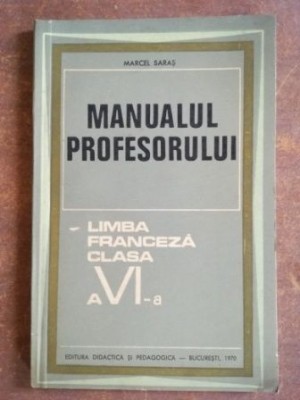 MARCEL SARAȘ
MANUALUL
PROFESORULUI
LIMBA
FRANCEZĂ
CLASA
A VI-a
EDITURA DIDACTICĂ ȘI PEDAGOGICĂ — BUCUREȘTI, 1970